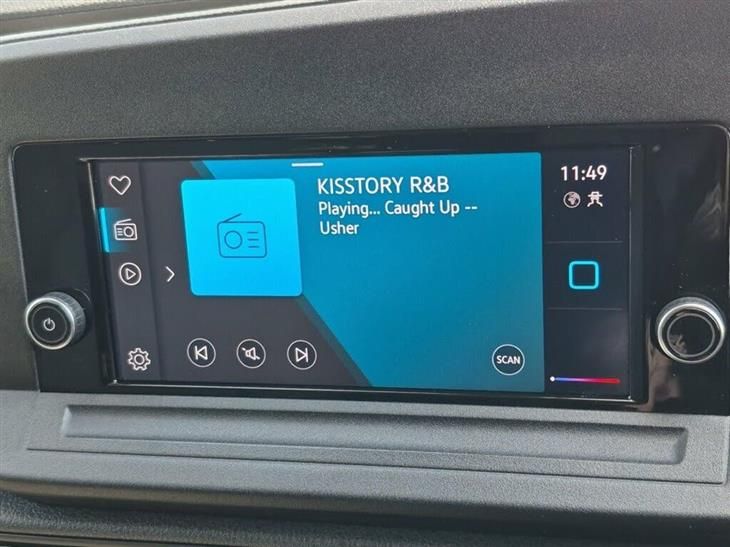 KISSTORY R&B
Playing... Caught Up --
Usher
11:49
SCAN